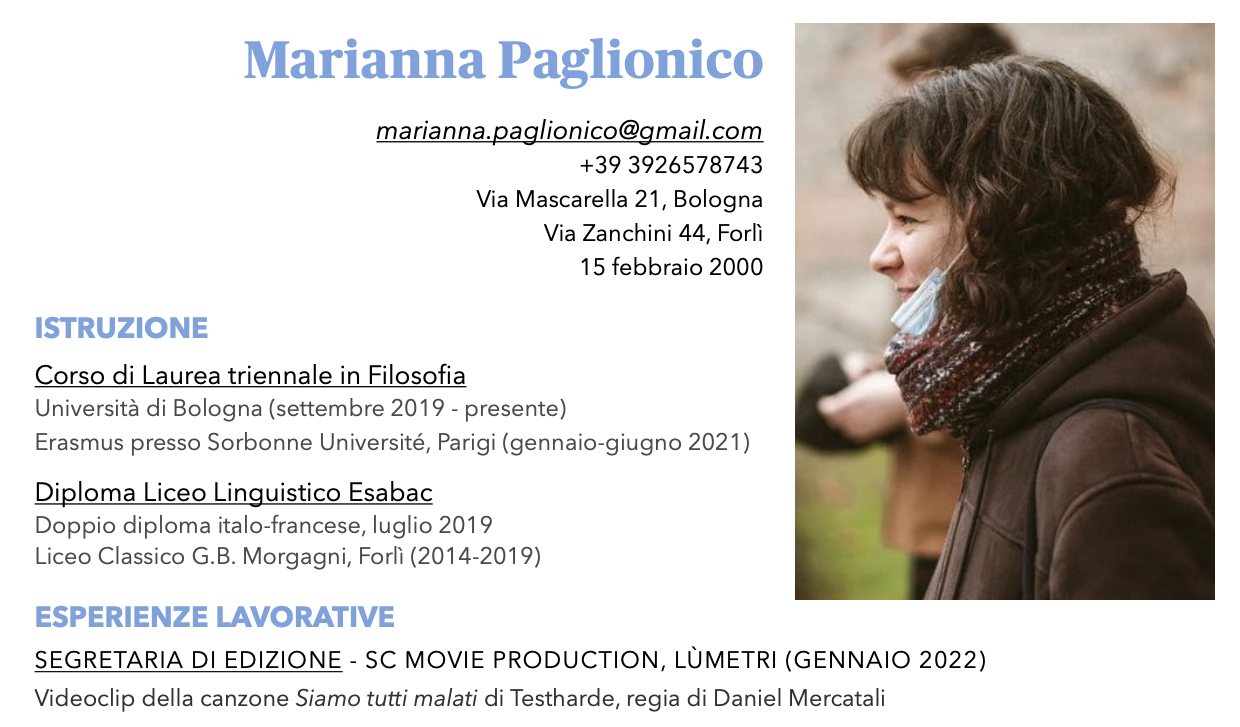 Marianna Paglionico
marianna.paglionico@gmail.com
+39 3926578743
Via Mascarella 21, Bologna
Via Zanchini 44, Forlì
15 febbraio 2000
ISTRUZIONE
Corso di Laurea triennale in Filosofia
Università di Bologna (settembre 2019 - presente)
Erasmus presso Sorbonne Université, Parigi (gennaio-giugno 2021)
Diploma Liceo Linguistico Esabac
Doppio diploma italo-francese, luglio 2019
Liceo Classico G.B. Morgagni, Forlì (2014-2019)
ESPERIENZE LAVORATIVE
SEGRETARIA DI EDIZIONE - SC MOVIE PRODUCTION, LÙMETRI (GENNAIO 2022)
Videoclip della canzone Siamo tutti malati di Testharde, regia di Daniel Mercatali